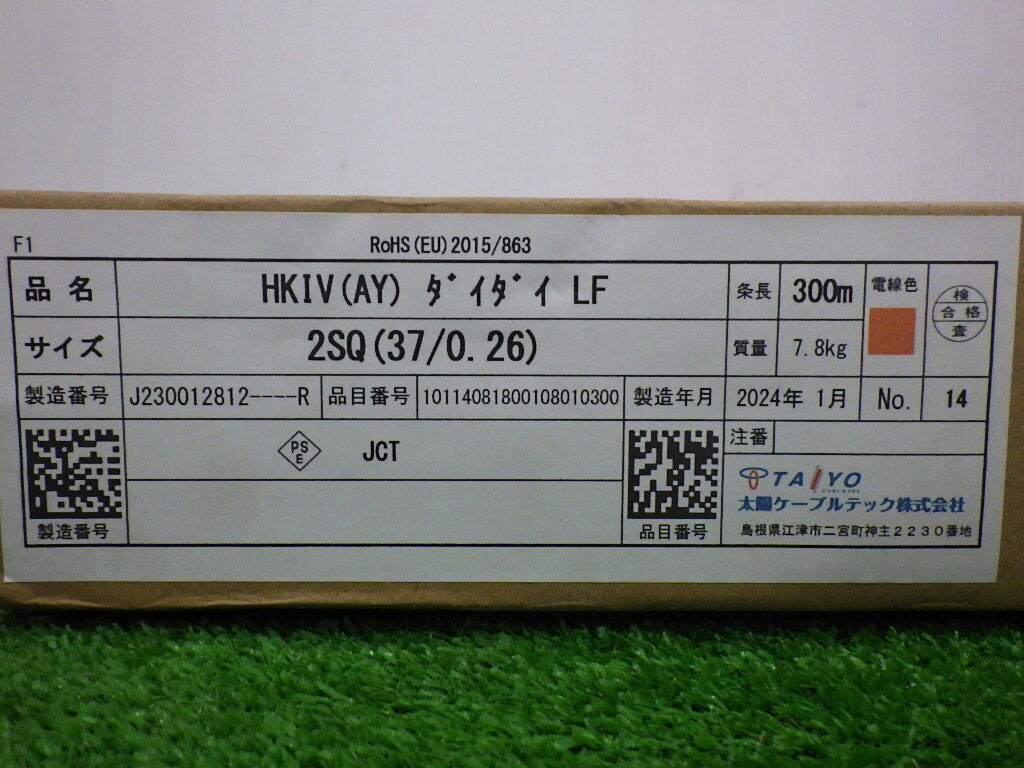 F1 RoHS(EU)2015/863
品名 HKIV(AY) ﾀﾞｲﾀﾞｲ LF 条長 300m 電線色 検合格査
サイズ 2SQ(37/0.26) 質量 7.8kg
製造番号 J230012812----R 品目番号 10114081800108010300 製造年月 2024年 1月 No. 14
PSE JCT 注番
TAIYO
CABLETEC
太陽ケーブルテック株式会社
製造番号 品目番号 島根県江津市二宮町神主2230番地